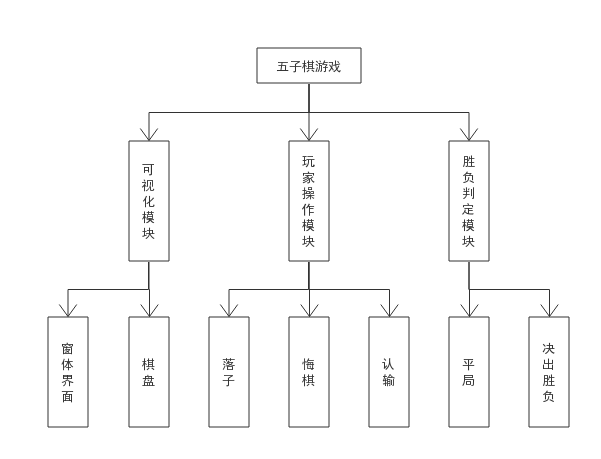 五子棋游戏
可视化模块
玩家操作模块
胜负判定模块
窗体界面
棋盘
落子
悔棋
认输
平局
决出胜负